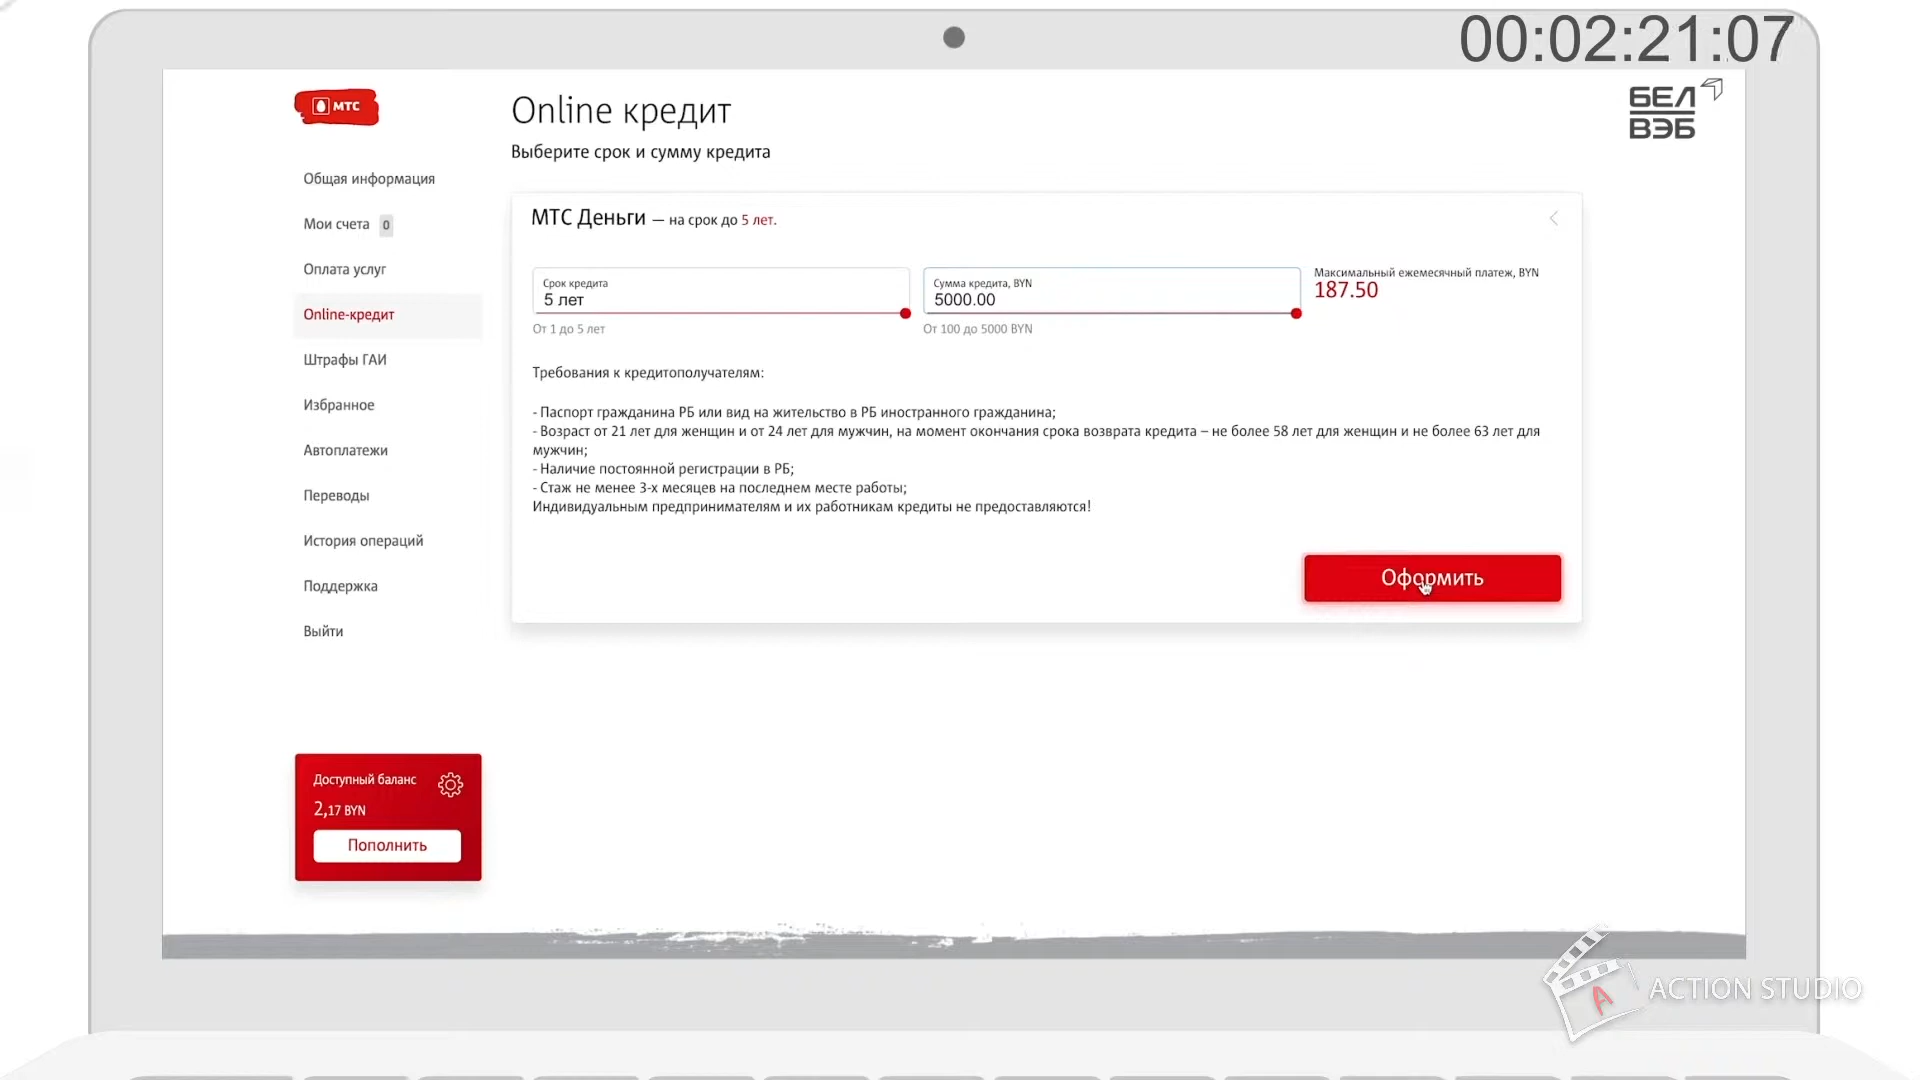 00:02:21:07
МТС
Online кредит
Выберите срок и сумму кредита
БЕЛ
ВЭБ
Общая информация
Мои счета 0
Оплата услуг
Online-кредит
Штрафы ГАИ
Избранное
Автоплатежи
Переводы
История операций
Поддержка
Выйти
МТС Деньги — на срок до 5 лет.
Срок кредита
5 лет
От 1 до 5 лет
Сумма кредита, BYN
5000.00
От 100 до 5000 BYN
Максимальный ежемесячный платеж, BYN
187.50
Требования к кредитополучателям:
- Паспорт гражданина РБ или вид на жительство в РБ иностранного гражданина;
- Возраст от 21 лет для женщин и от 24 лет для мужчин, на момент окончания срока возврата кредита – не более 58 лет для женщин и не более 63 лет для
мужчин;
- Наличие постоянной регистрации в РБ;
- Стаж не менее 3-х месяцев на последнем месте работы;
Индивидуальным предпринимателям и их работникам кредиты не предоставляются!
Оформить
Доступный баланс
2,17 BYN
Пополнить
A ACTION STUDIO